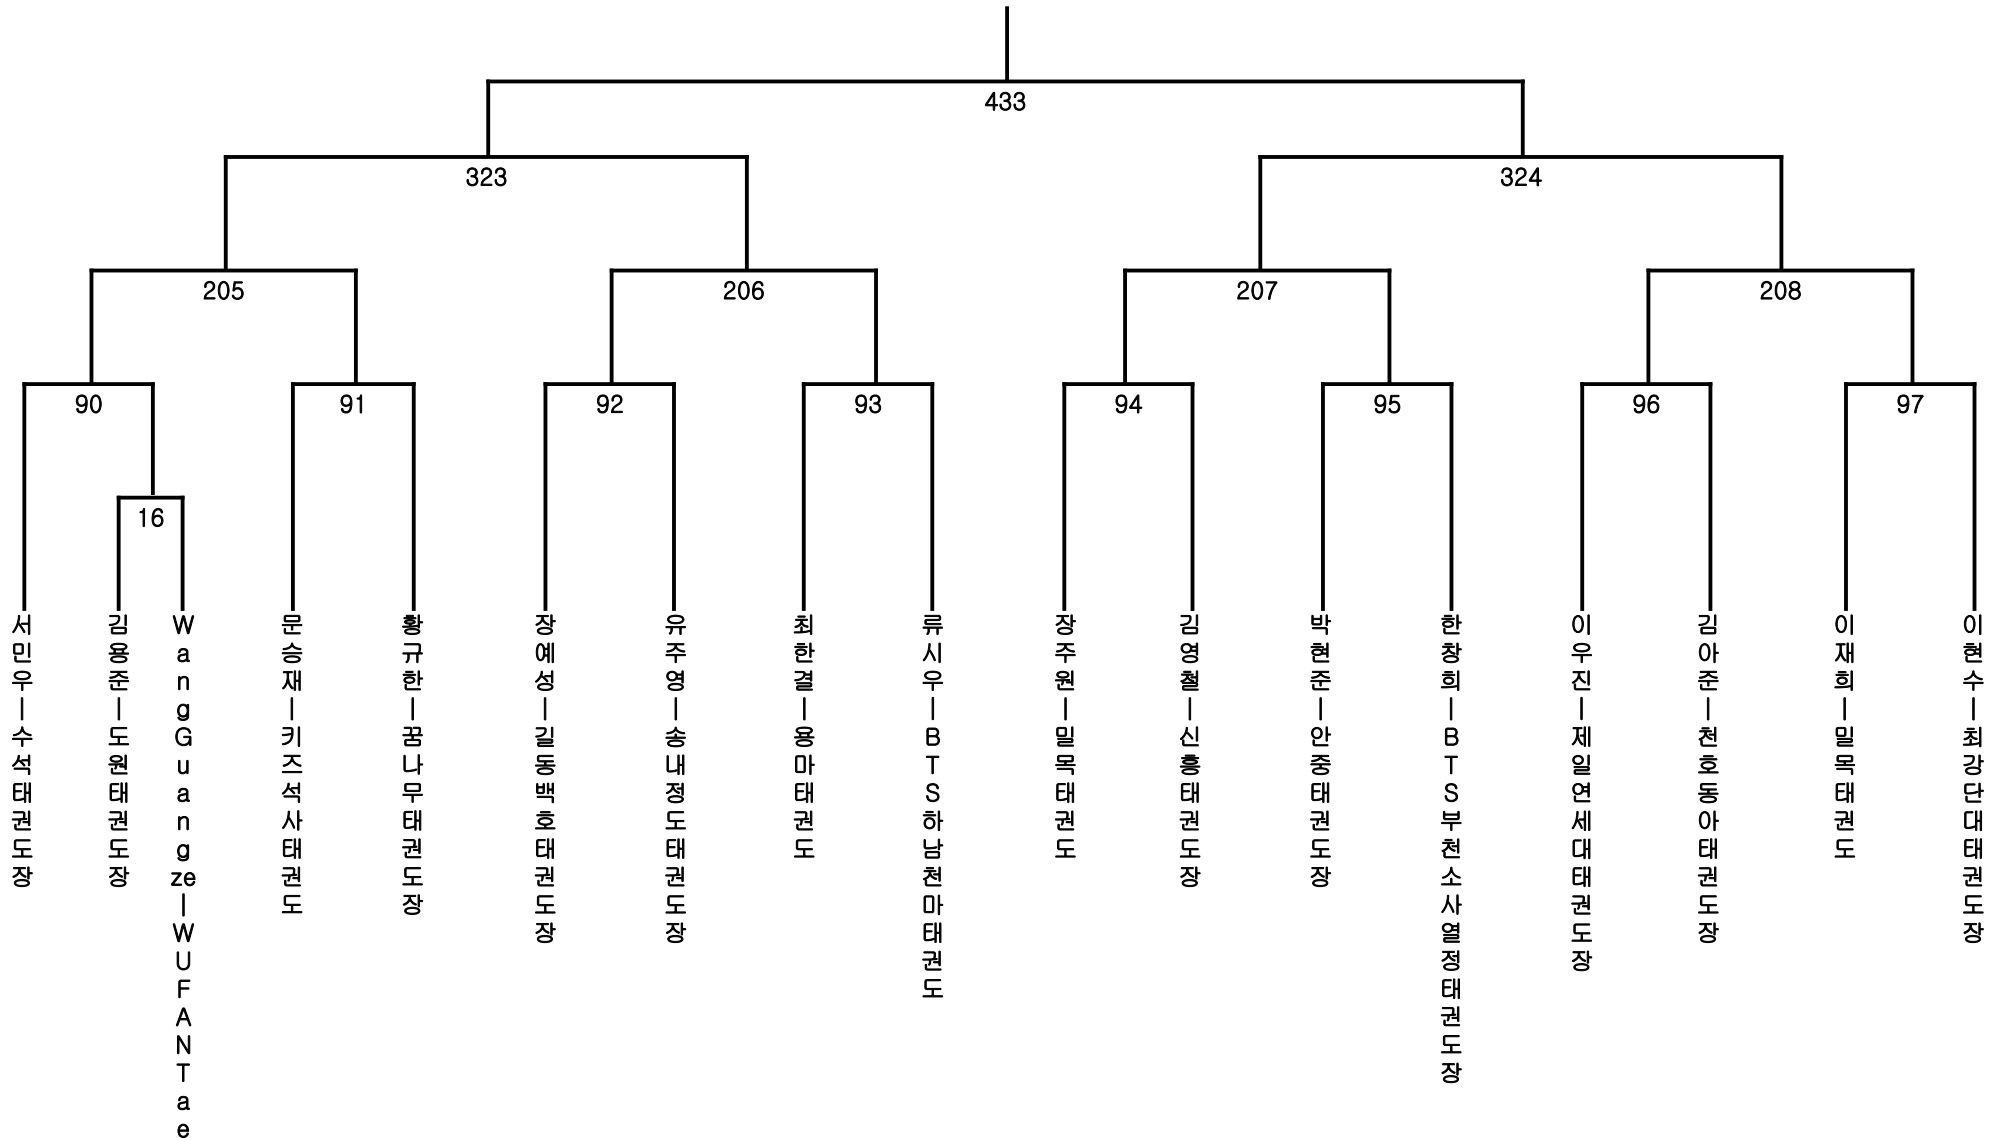 433
323
324
205
206
207
208
90
91
92
93
94
95
96
97
16
서민우-수석태권도장
김용준-도원태권도장
WangGuangze-WUFANTae
문승재-키즈석사태권도
황규한-꿈나무태권도장
장예성-길동백호태권도장
유주영-송내정도태권도장
최한결-용마태권도
류시우-BTS하남천마태권도
장주원-밀목태권도
김영철-신흥태권도장
박현준-안중태권도장
한창희-BTS부천소사열정태권도장
이우진-제일연세대태권도장
김아준-천호동아태권도장
이재희-밀목태권도
이현수-최강단대태권도장